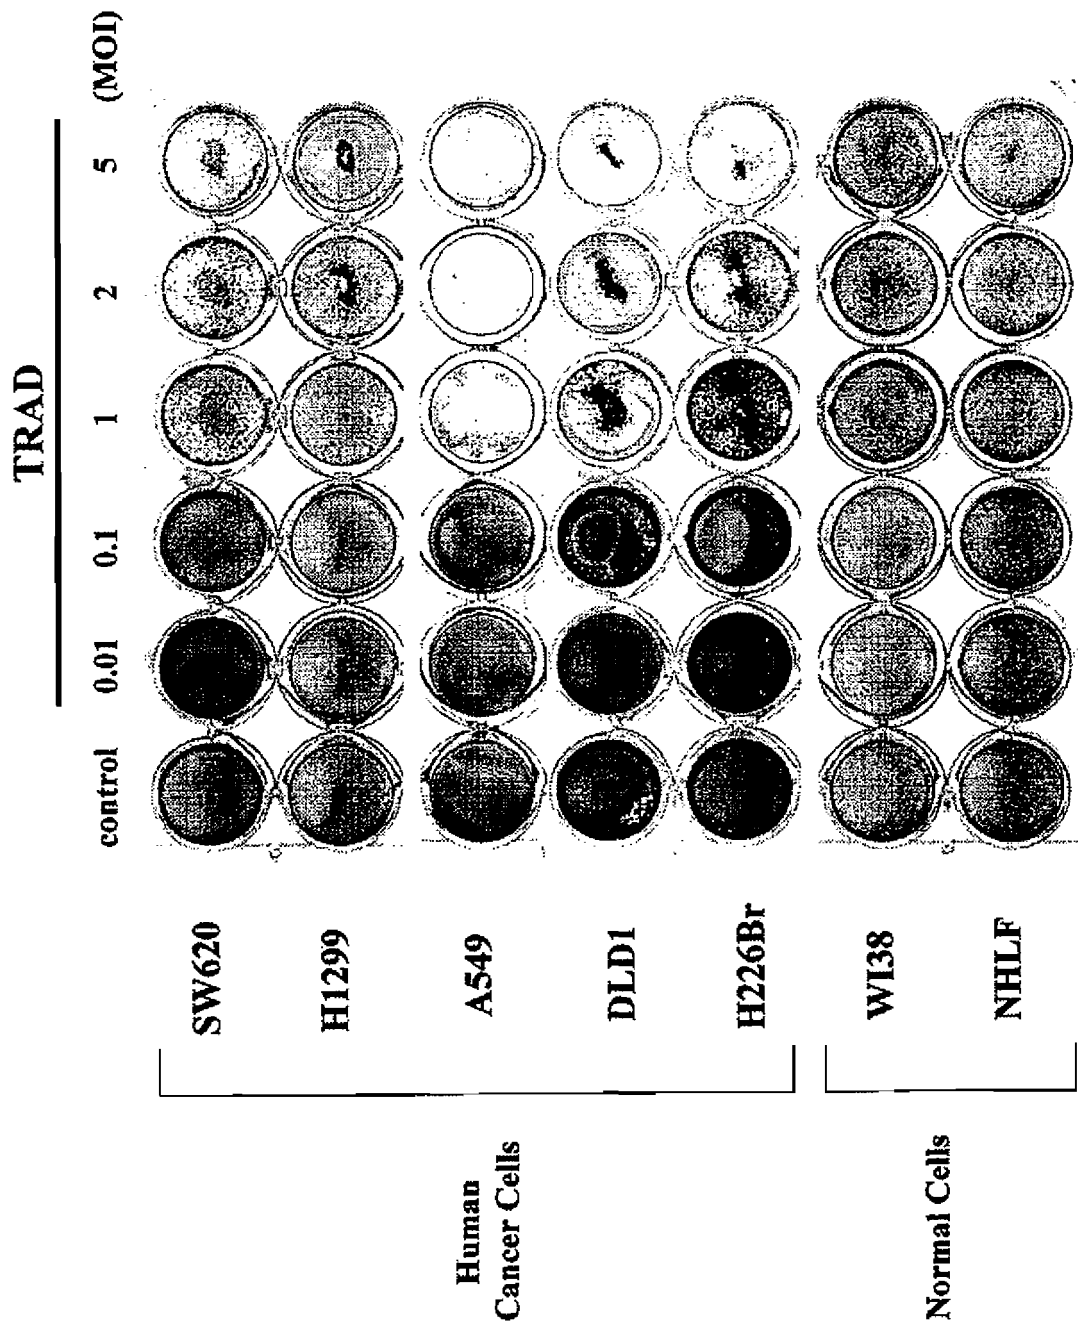 TRAD
control 0.01 0.1 1 2 5 (MOI)
Human
Cancer Cells
SW620
H1299
A549
DLD1
H226Br
Normal Cells
WI38
NHLF